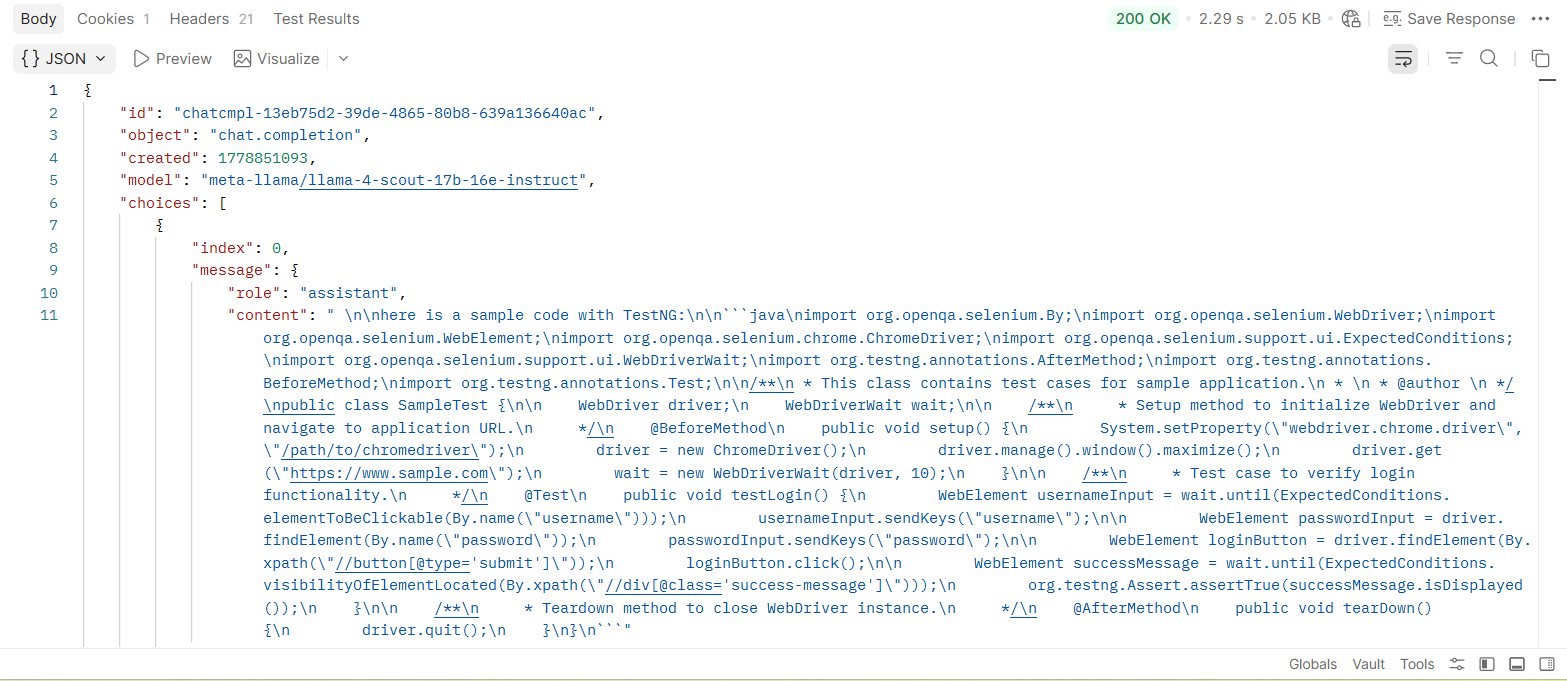 Body Cookies 1 Headers 21 Test Results 200 OK • 2.29 s • 2.05 KB • e.g. Save Response •••
{} JSON Preview Visualize
1 {
2 "id": "chatcmpl-13eb75d2-39de-4865-80b8-639a136640ac",
3 "object": "chat.completion",
4 "created": 1778851093,
5 "model": "meta-llama/llama-4-scout-17b-16e-instruct",
6 "choices": [
7 {
8 "index": 0,
9 "message": {
10 "role": "assistant",
11 "content": " \n\nhere is a sample code with TestNG:\n\n```java\nimport org.openqa.selenium.By;\nimport org.openqa.selenium.WebDriver;\nimport
org.openqa.selenium.WebElement;\nimport org.openqa.selenium.chrome.ChromeDriver;\nimport org.openqa.selenium.support.ui.ExpectedConditions;
\nimport org.openqa.selenium.support.ui.WebDriverWait;\nimport org.testng.annotations.AfterMethod;\nimport org.testng.annotations.
BeforeMethod;\nimport org.testng.annotations.Test;\n\n/**\n * This class contains test cases for sample application.\n * \n * @author \n */
\npublic class SampleTest {\n\n    WebDriver driver;\n    WebDriverWait wait;\n\n    /**\n     * Setup method to initialize WebDriver and
navigate to application URL.\n     */\n    @BeforeMethod\n    public void setup() {\n        System.setProperty(\"webdriver.chrome.driver\",
\"/path/to/chromedriver\");\n        driver = new ChromeDriver();\n        driver.manage().window().maximize();\n        driver.get
(\"https://www.sample.com\");\n        wait = new WebDriverWait(driver, 10);\n    }\n\n    /**\n     * Test case to verify login
functionality.\n     */\n    @Test\n    public void testLogin() {\n        WebElement usernameInput = wait.until(ExpectedConditions.
elementToBeClickable(By.name(\"username\")));\n        usernameInput.sendKeys(\"username\");\n\n        WebElement passwordInput = driver.
findElement(By.name(\"password\"));\n        passwordInput.sendKeys(\"password\");\n\n        WebElement loginButton = driver.findElement(By.
xpath(\"//button[@type='submit']\"));\n        loginButton.click();\n\n        WebElement successMessage = wait.until(ExpectedConditions.
visibilityOfElementLocated(By.xpath(\"//div[@class='success-message']\")));\n        org.testng.Assert.assertTrue(successMessage.isDisplayed
());\n    }\n\n    /**\n     * Teardown method to close WebDriver instance.\n     */\n    @AfterMethod\n    public void tearDown()
{\n        driver.quit();\n    }\n}\n```"
Globals Vault Tools